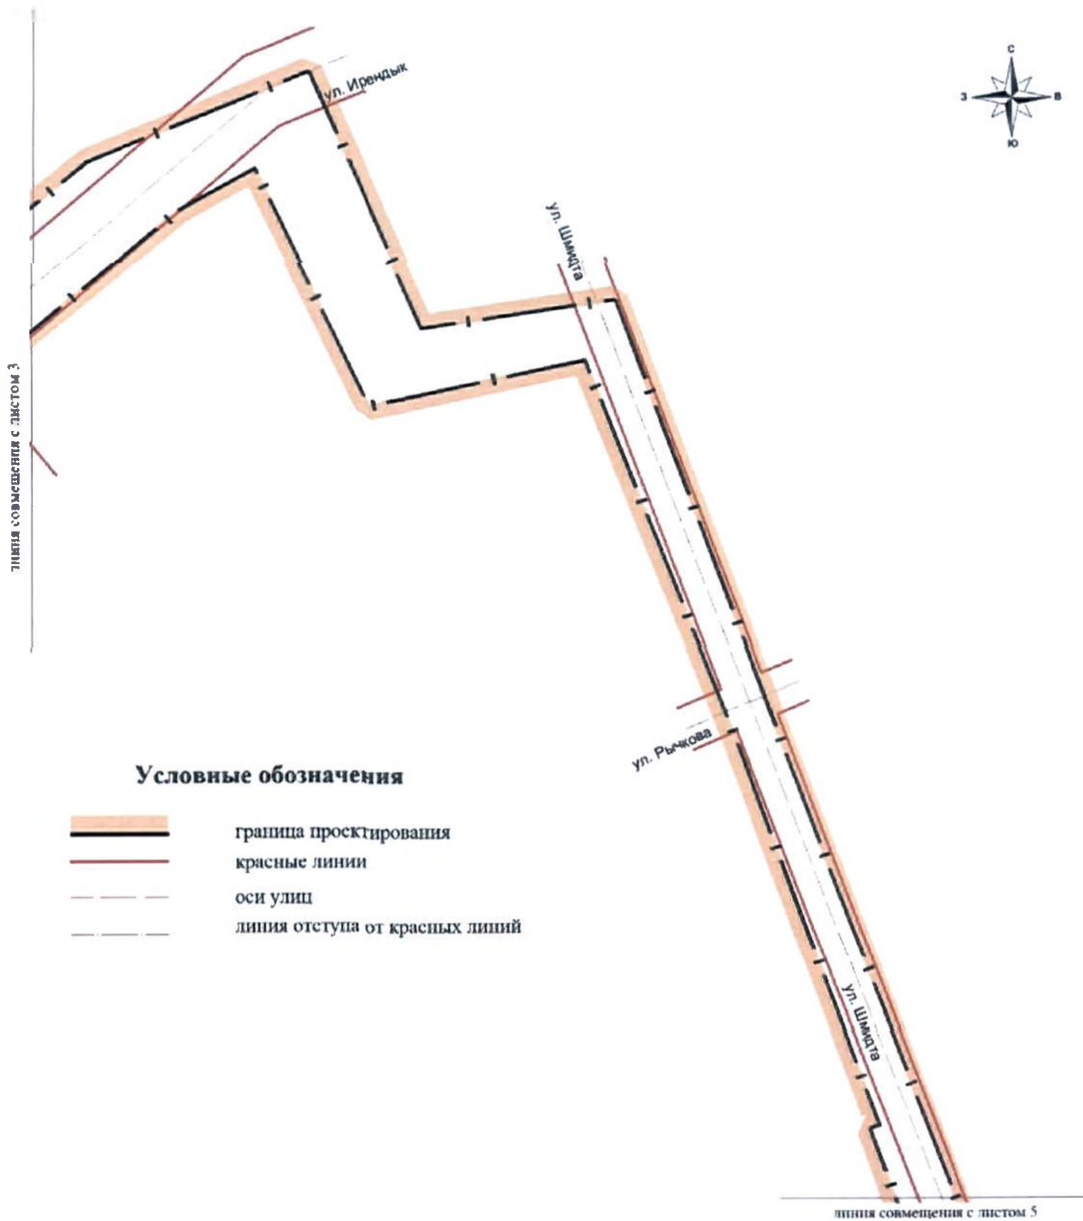 С
З
В
Ю
ул. Ирендык
ул. Шмидта
линия совмещения с листом 3
ул. Рычкова
Условные обозначения
граница проектирования
красные линии
оси улиц
линия отступа от красных линий
ул. Шмидта
линия совмещения с листом 5